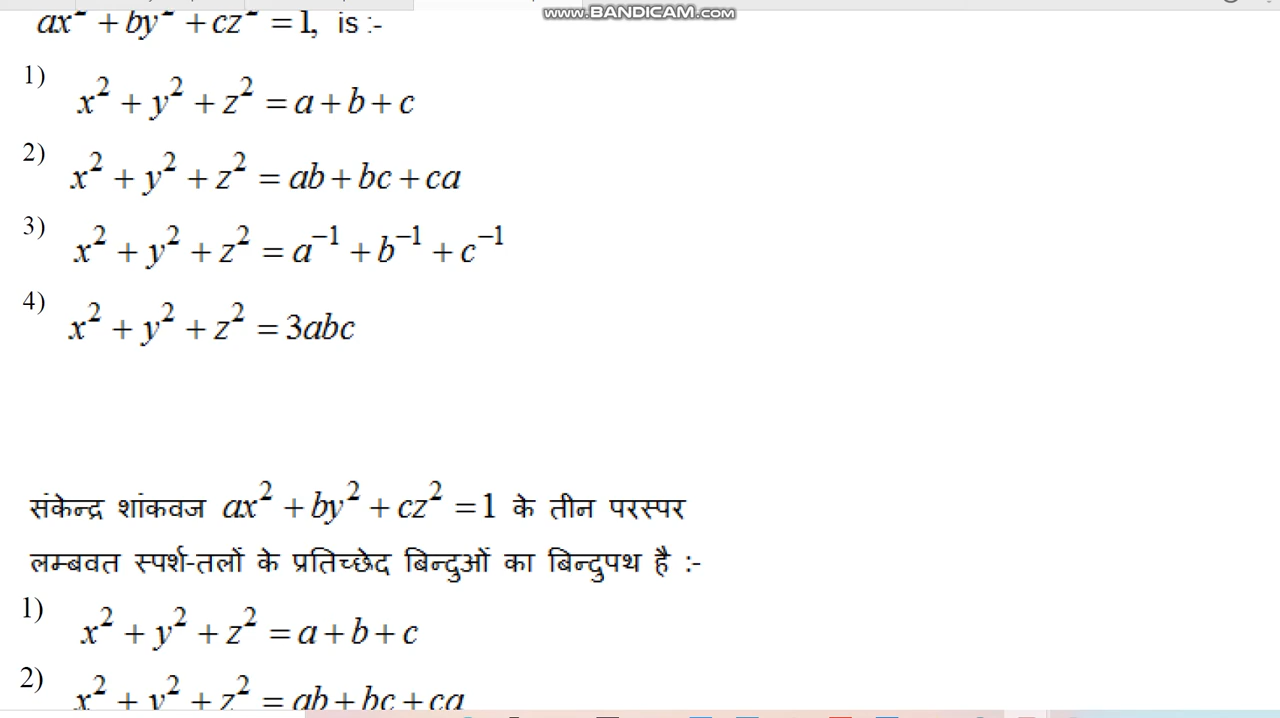 www.BANDICAM.com
ax² + by² + cz² = 1, is :-
1) x² + y² + z² = a + b + c
2) x² + y² + z² = ab + bc + ca
3) x² + y² + z² = a⁻¹ + b⁻¹ + c⁻¹
4) x² + y² + z² = 3abc
संकेन्द्र शांकवज ax² + by² + cz² = 1 के तीन परस्पर
लम्बवत स्पर्श-तलों के प्रतिच्छेद बिन्दुओं का बिन्दुपथ है :-
1) x² + y² + z² = a + b + c
2) x² + y² + z² = ab + bc + ca